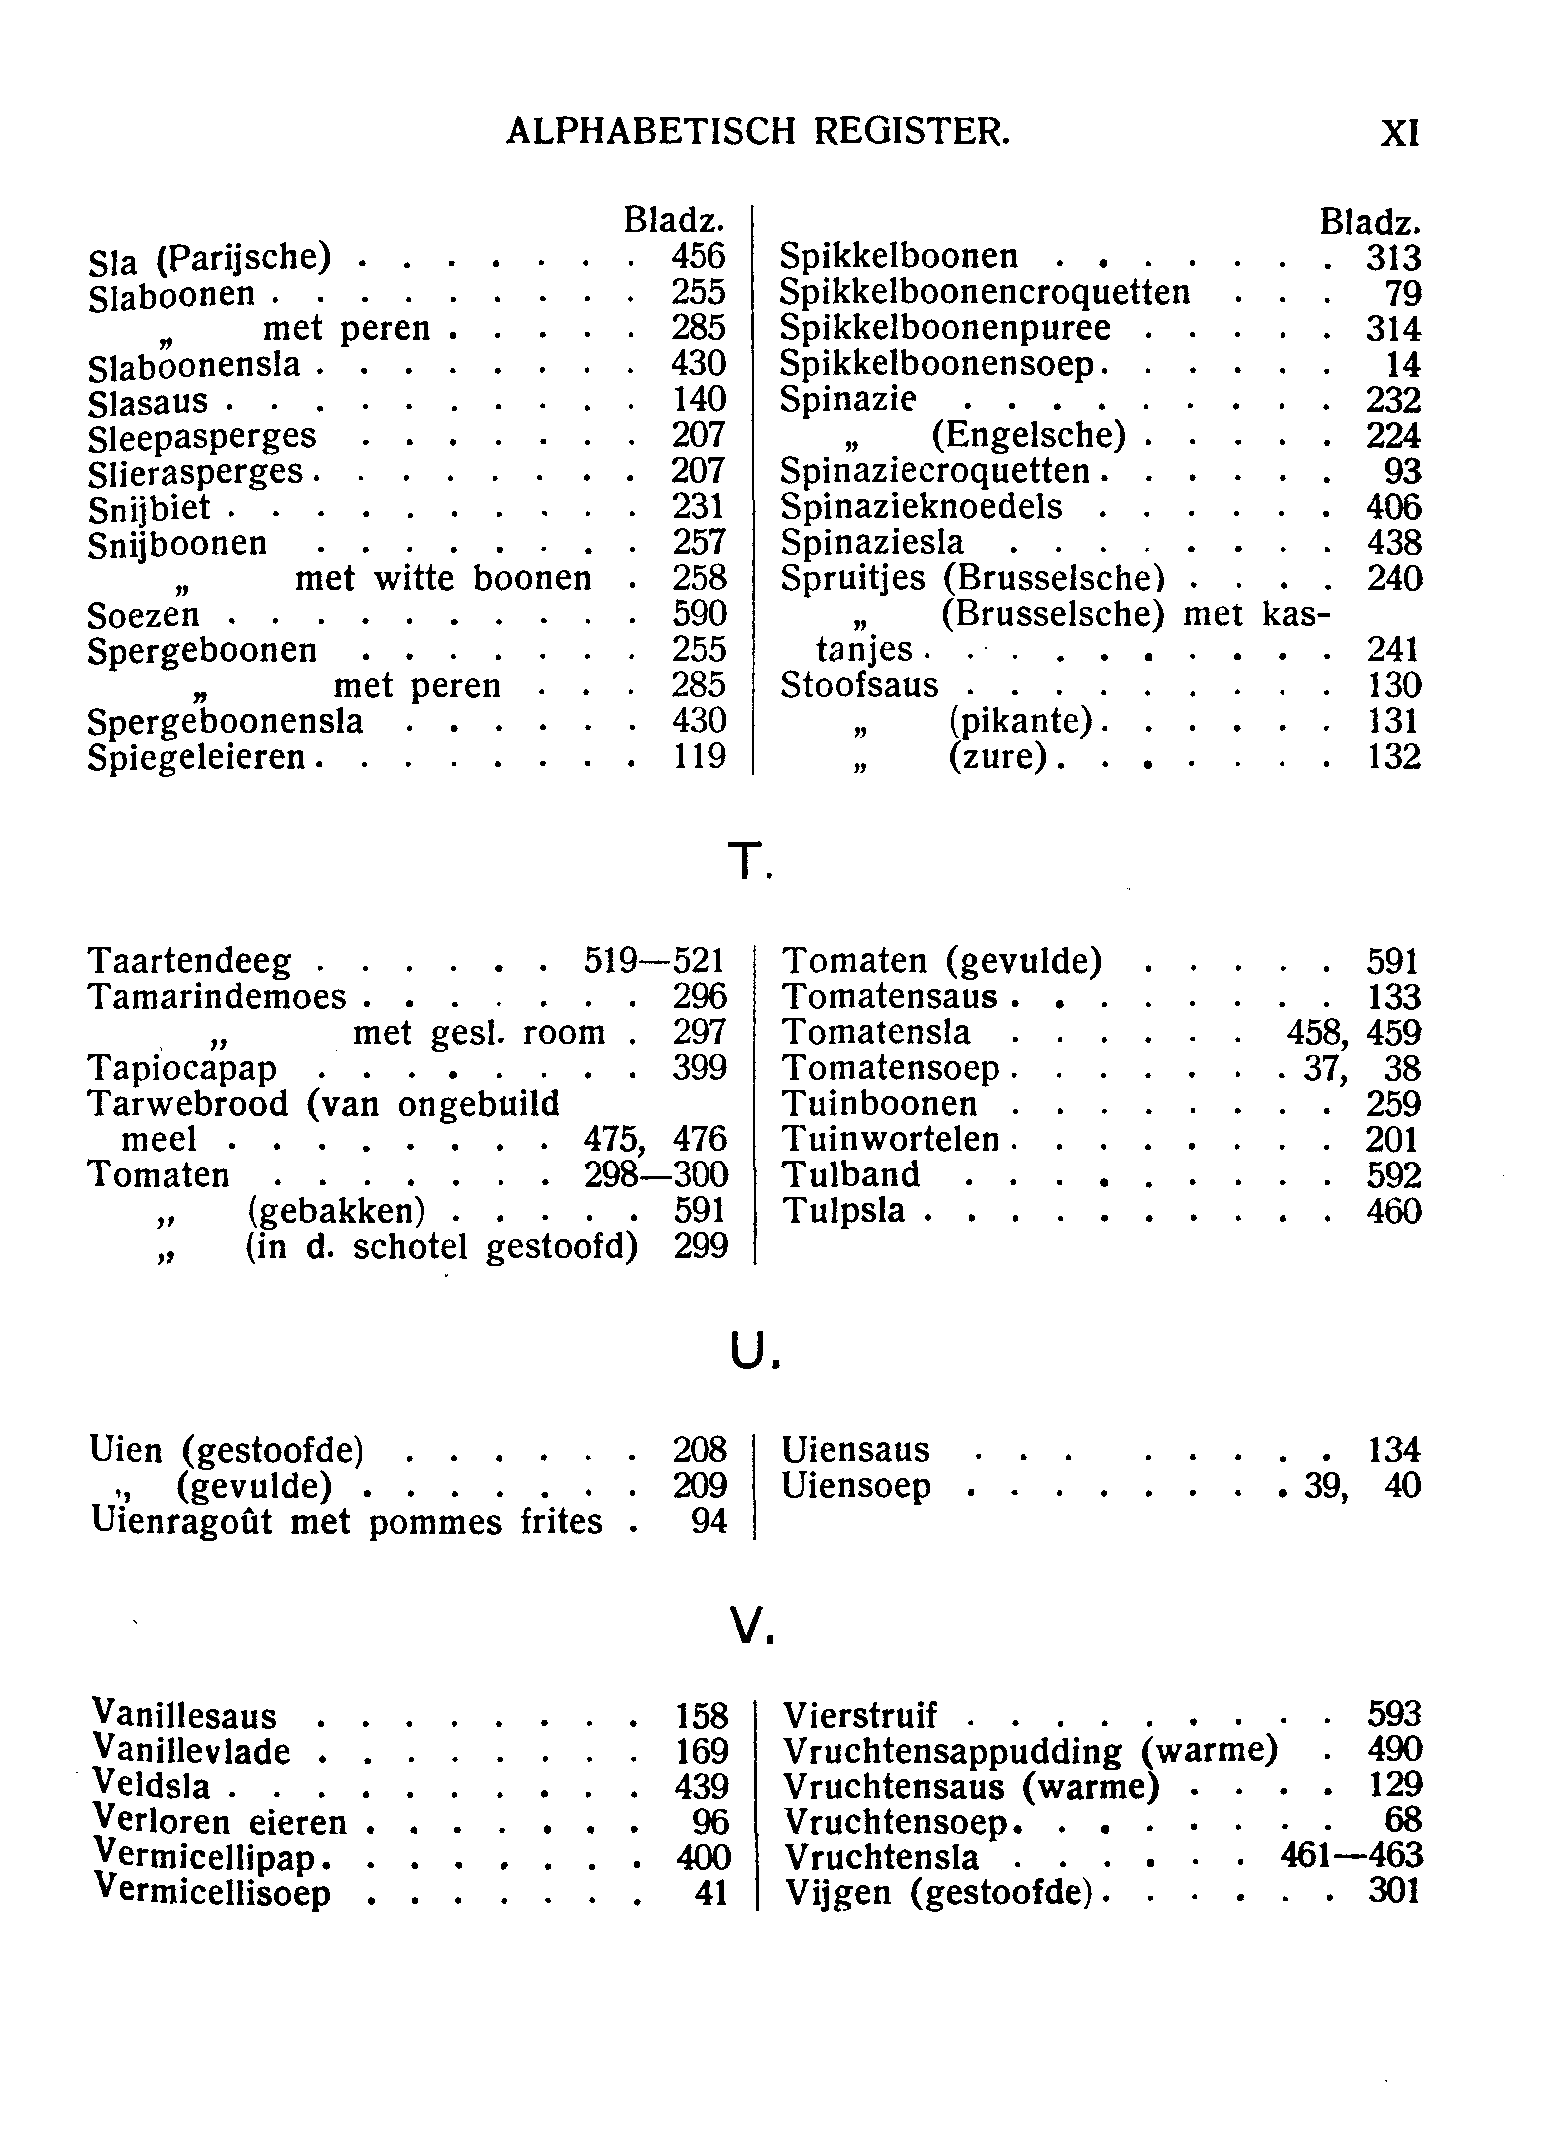 ALPHABETISCH REGISTER. XI
Bladz.
Sla (Parijsche) . . . . . . . 456
Slaboonen . . . . . . . . . 255
„ met peren . . . . . 285
Slaboonensla . . . . . . . . 430
Slasaus . . . . . . . . . . 140
Sleepasperges . . . . . . . 207
Slierasperges . . . . . . . . 207
Snijbiet . . . . . . . . . . 231
Snijboonen . . . . . . . . 257
„ met witte boonen . 258
Soezen . . . . . . . . . . 590
Spergeboonen . . . . . . . 255
„ met peren . . . 285
Spergeboonensla . . . . . . 430
Spiegeleieren . . . . . . . . 119
Bladz.
Spikkelboonen . . . . . . . 313
Spikkelboonencroquetten . . . 79
Spikkelboonenpuree . . . . . 314
Spikkelboonensoep . . . . . . 14
Spinazie . . . . . . . . . 232
„ (Engelsche) . . . . . 224
Spinaziecroquetten . . . . . . 93
Spinazieknoedels . . . . . . 406
Spinaziesla . . . . . . . . 438
Spruitjes (Brusselsche) . . . . 240
„ (Brusselsche) met kas-
tanjes . . . . . . . . . . 241
Stoofsaus . . . . . . . . . 130
„ (pikante) . . . . . . 131
„ (zure) . . . . . . . 132
T.
Taartendeeg . . . . . . 519—521
Tamarindemoes . . . . . . . 296
„ met gesl. room . 297
Tapiocapap . . . . . . . . 399
Tarwebrood (van ongebuild
meel . . . . . . . . 475, 476
Tomaten . . . . . . . 298—300
„ (gebakken) . . . . . 591
„ (in d. schotel gestoofd) 299
Tomaten (gevulde) . . . . . 591
Tomatensaus . . . . . . . . 133
Tomatensla . . . . . . 458, 459
Tomatensoep . . . . . . . 37, 38
Tuinboonen . . . . . . . . 259
Tuinwortelen . . . . . . . . 201
Tulband . . . . . . . . . 592
Tulpsla . . . . . . . . . . 460
U.
Uien (gestoofde) . . . . . . 208
„ (gevulde) . . . . . . . 209
Uienragoût met pommes frites . 94
Uiensaus . . . . . . . . 134
Uiensoep . . . . . . . . 39, 40
V.
Vanillesaus . . . . . . . . 158
Vanillevlade . . . . . . . . 169
Veldsla . . . . . . . . . . 439
Verloren eieren . . . . . . . 96
Vermicellipap . . . . . . . . 400
Vermicellisoep . . . . . . . 41
Vierstruif . . . . . . . . . 593
Vruchtensappudding (warme) . 490
Vruchtensaus (warme) . . . . 129
Vruchtensoep . . . . . . . . 68
Vruchtensla . . . . . . 461—463
Vijgen (gestoofde) . . . . . . 301